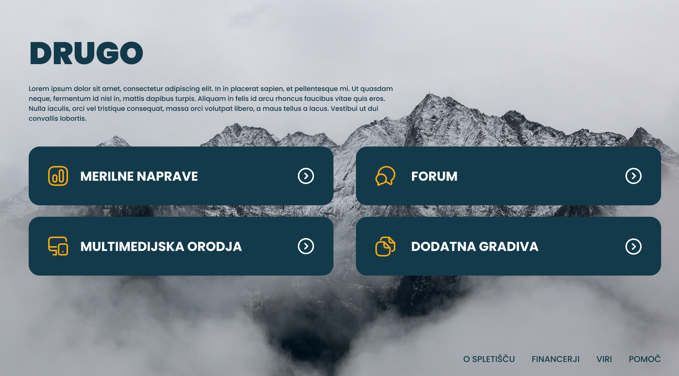 DRUGO
Lorem ipsum dolor sit amet, consectetur adipiscing elit. In in placerat sapien, et pellentesque mi. Ut quasdam
neque, fermentum id nisl in, mattis dapibus turpis. Aliquam in felis id arcu rhoncus faucibus vitae quis eros.
Nulla iaculis, orci vel tristique consequat, massa orci volutpat libero, a maus tellus a lacus. Vestibui ut dui
convallis lobortis.
MERILNE NAPRAVE
FORUM
MULTIMEDIJSKA ORODJA
DODATNA GRADIVA
O SPLETIŠČU FINANCERJI VIRI POMOČ